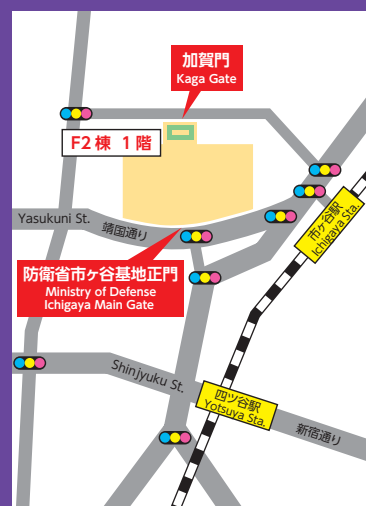 加賀門
Kaga Gate
F2棟 1階
Yasukuni St.
靖国通り
市ヶ谷駅
Ichigaya Sta.
防衛省市ヶ谷基地正門
Ministry of Defense
Ichigaya Main Gate
Shinjyuku St.
四ツ谷駅
Yotsuya Sta.
新宿通り